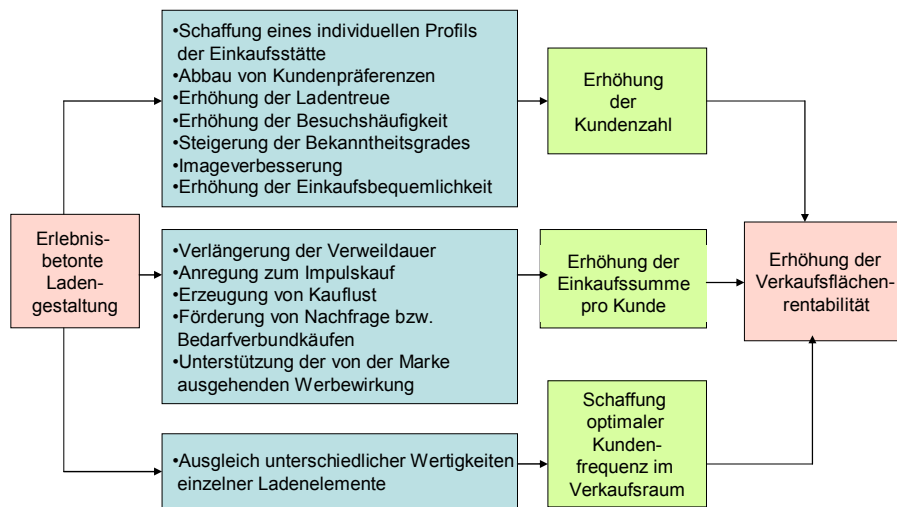 Erlebnis-
betonte
Laden-
gestaltung
•Schaffung eines individuellen Profils
der Einkaufsstätte
•Abbau von Kundenpräferenzen
•Erhöhung der Ladentreue
•Erhöhung der Besuchshäufigkeit
•Steigerung der Bekanntheitsgrades
•Imageverbesserung
•Erhöhung der Einkaufsbequemlichkeit
Erhöhung
der
Kundenzahl
•Verlängerung der Verweildauer
•Anregung zum Impulskauf
•Erzeugung von Kauflust
•Förderung von Nachfrage bzw.
Bedarfverbundkäufen
•Unterstützung der von der Marke
ausgehenden Werbewirkung
Erhöhung der
Einkaufssumme
pro Kunde
•Ausgleich unterschiedlicher Wertigkeiten
einzelner Ladenelemente
Schaffung
optimaler
Kunden-
frequenz im
Verkaufsraum
Erhöhung der
Verkaufsflächen-
rentabilität